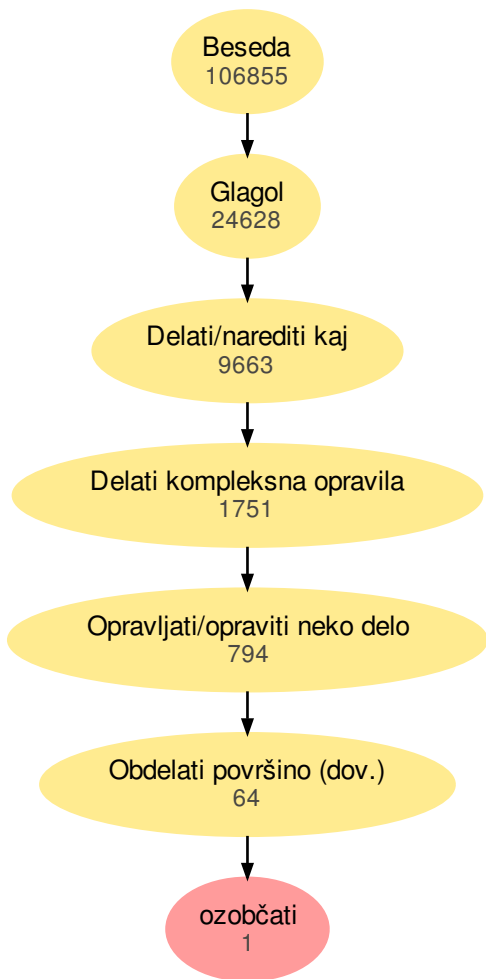 Beseda
106855
Glagol
24628
Delati/narediti kaj
9663
Delati kompleksna opravila
1751
Opravljati/opraviti neko delo
794
Obdelati površino (dov.)
64
ozobčati
1